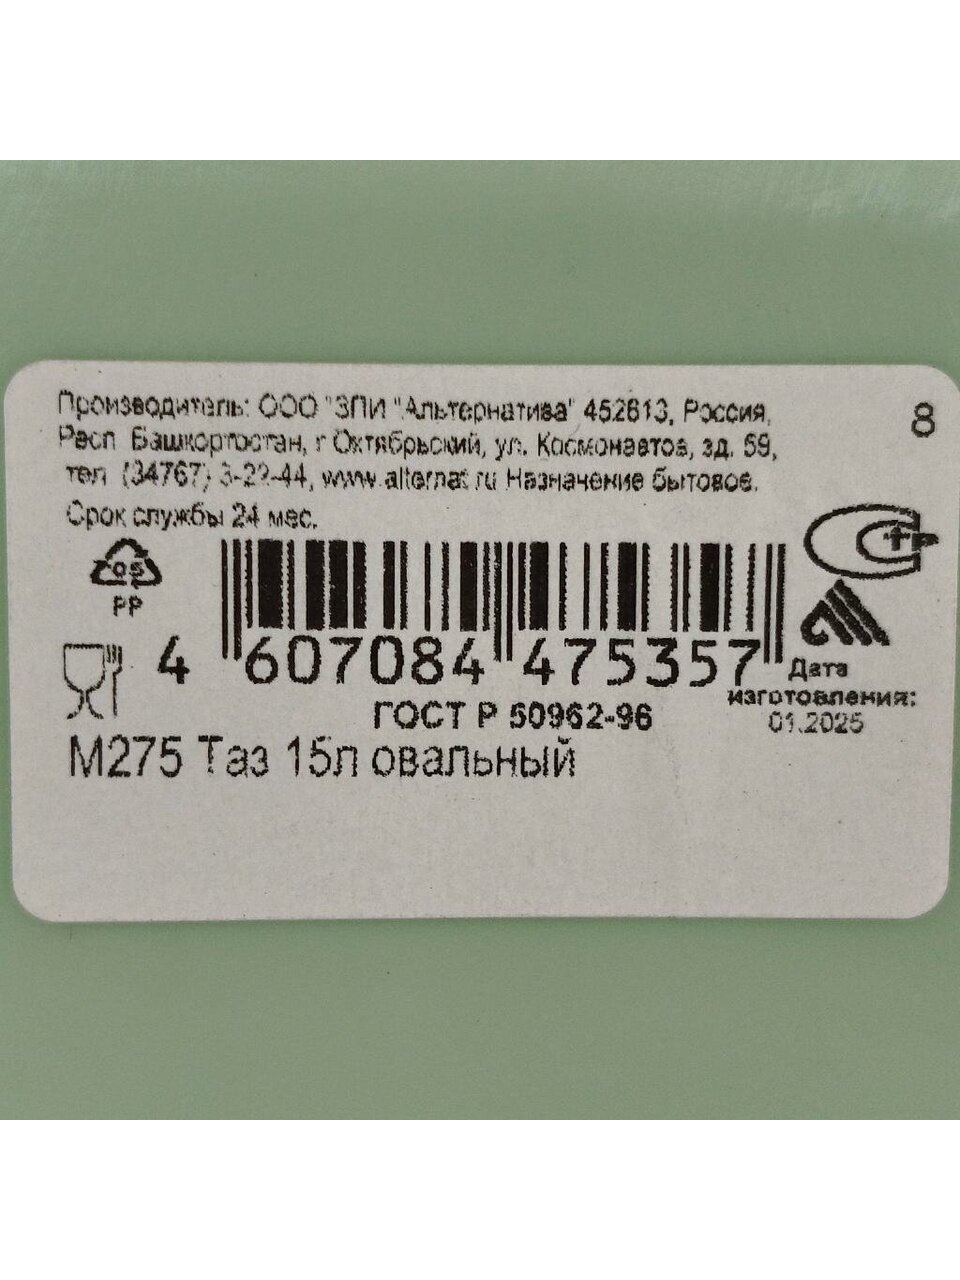 Производитель: ООО "ЗПИ "Альтернатива" 452613, Россия,
8
Респ. Башкортостан, г Октябрьский, ул. Космонавтов, зд. 59,
тел. (34767) 3-22-44, www.alternat.ru Назначение бытовое.
Срок службы 24 мес.
05
PP
4 607084 475357
Дата
изготовления:
01.2025
ГОСТ Р 50962-96
М275 Таз 15л овальный